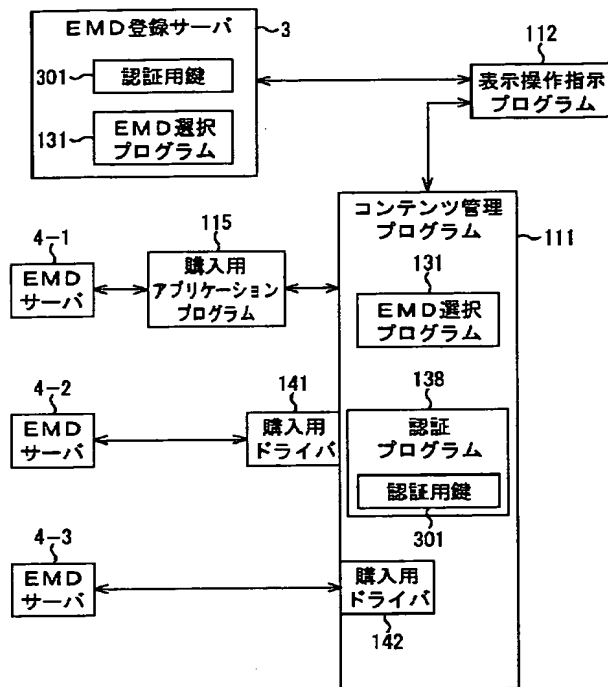 EMD登録サーバ
3
301
認証用鍵
131
EMD選択
プログラム
112
表示操作指示
プログラム
コンテンツ管理
プログラム
111
4-1
EMD
サーバ
115
購入用
アプリケーション
プログラム
131
EMD選択
プログラム
4-2
EMD
サーバ
141
購入用
ドライバ
138
認証
プログラム
認証用鍵
301
4-3
EMD
サーバ
購入用
ドライバ
142